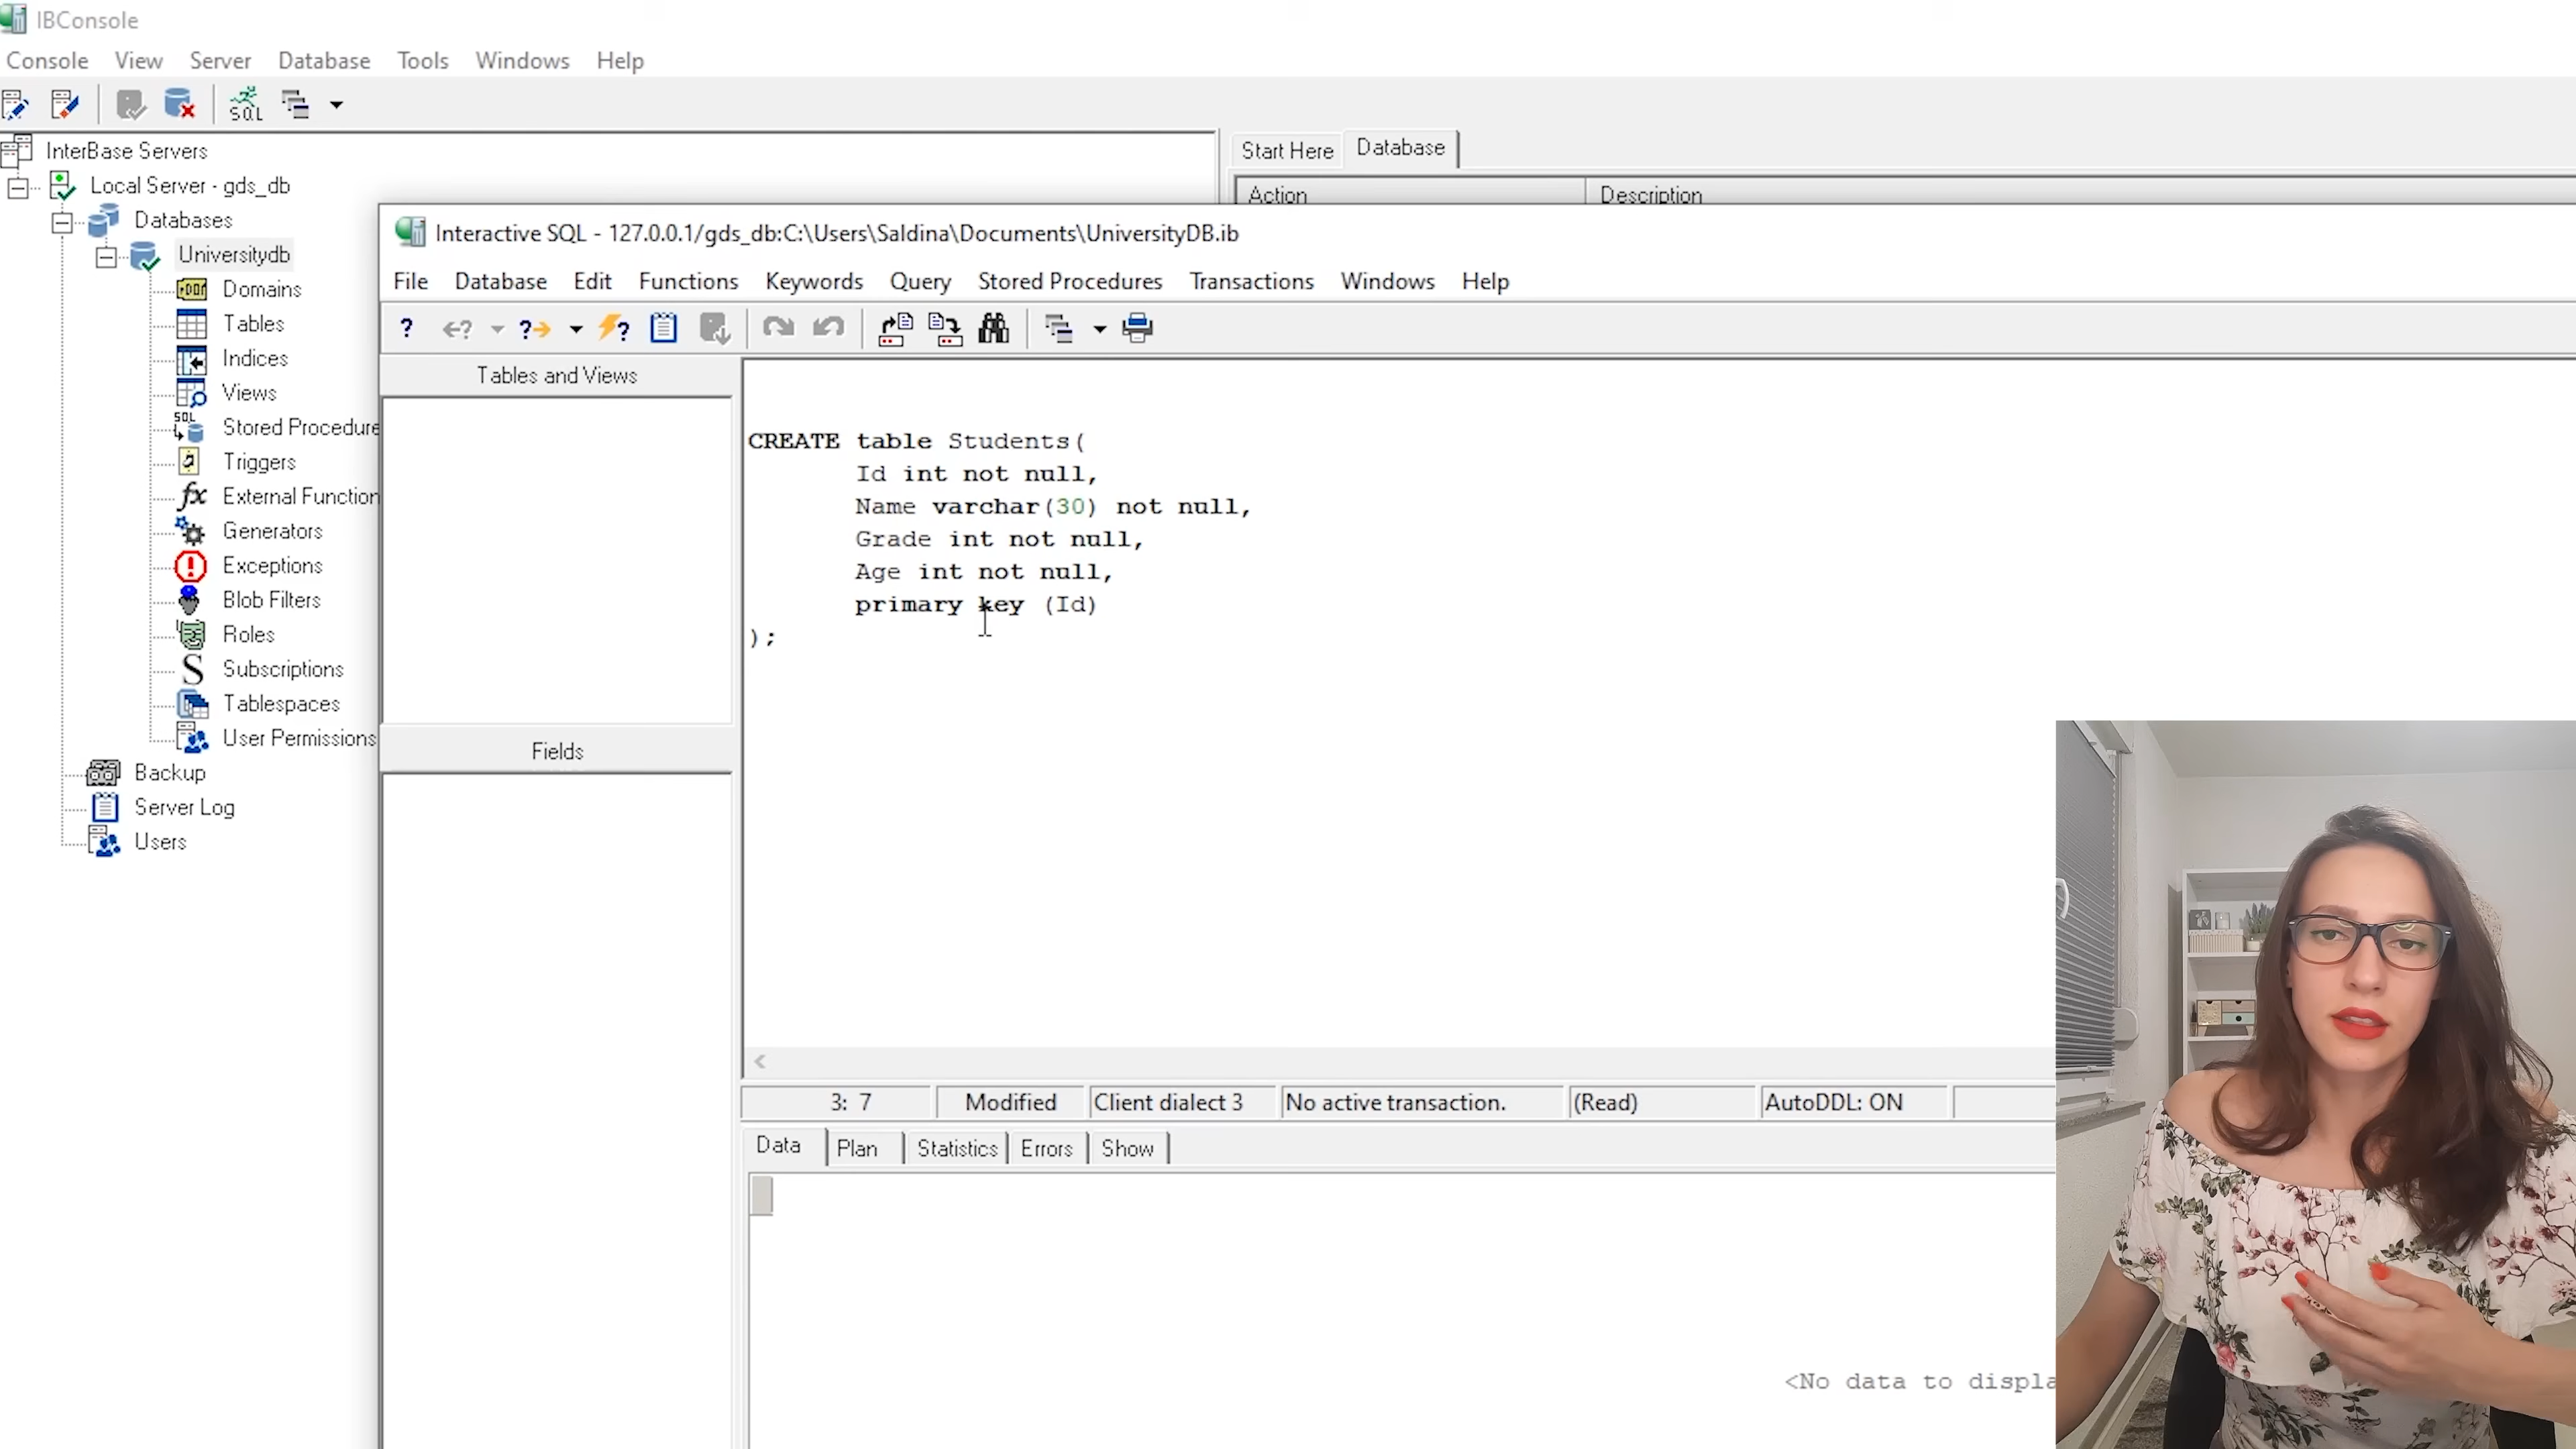 IBConsole
Console View Server Database Tools Windows Help
SQL
InterBase Servers
Local Server - gds_db
Databases
Universitydb
Domains
Tables
Indices
Views
SQL
Stored Procedure
Triggers
fx External Function
Generators
Exceptions
Blob Filters
Roles
S Subscriptions
Tablespaces
User Permissions
Backup
Server Log
Users
Start Here Database
Action Description
Interactive SQL - 127.0.0.1/gds_db:C:\Users\Saldina\Documents\UniversityDB.ib
File Database Edit Functions Keywords Query Stored Procedures Transactions Windows Help
Tables and Views
Fields
CREATE table Students(
Id int not null,
Name varchar(30) not null,
Grade int not null,
Age int not null,
primary key (Id)
);
3: 7 Modified Client dialect 3 No active transaction. (Read) AutoDDL: ON
Data Plan Statistics Errors Show
<No data to displa